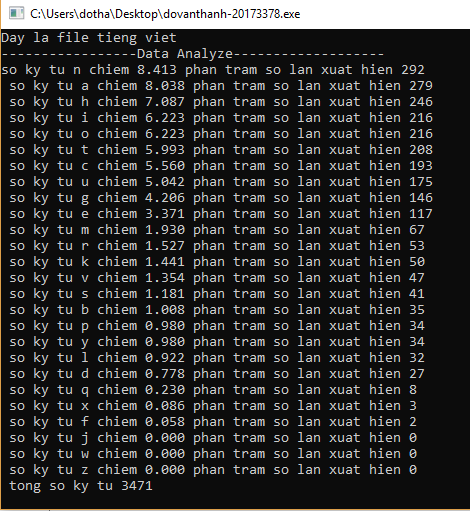 C:\Users\dotha\Desktop\dovanthanh-20173378.exe
Day la file tieng viet
-----------------Data Analyze-------------------
so ky tu n chiem 8.413 phan tram so lan xuat hien 292
so ky tu a chiem 8.038 phan tram so lan xuat hien 279
so ky tu h chiem 7.087 phan tram so lan xuat hien 246
so ky tu i chiem 6.223 phan tram so lan xuat hien 216
so ky tu o chiem 6.223 phan tram so lan xuat hien 216
so ky tu t chiem 5.993 phan tram so lan xuat hien 208
so ky tu c chiem 5.560 phan tram so lan xuat hien 193
so ky tu u chiem 5.042 phan tram so lan xuat hien 175
so ky tu g chiem 4.206 phan tram so lan xuat hien 146
so ky tu e chiem 3.371 phan tram so lan xuat hien 117
so ky tu m chiem 1.930 phan tram so lan xuat hien 67
so ky tu r chiem 1.527 phan tram so lan xuat hien 53
so ky tu k chiem 1.441 phan tram so lan xuat hien 50
so ky tu v chiem 1.354 phan tram so lan xuat hien 47
so ky tu s chiem 1.181 phan tram so lan xuat hien 41
so ky tu b chiem 1.008 phan tram so lan xuat hien 35
so ky tu p chiem 0.980 phan tram so lan xuat hien 34
so ky tu y chiem 0.980 phan tram so lan xuat hien 34
so ky tu l chiem 0.922 phan tram so lan xuat hien 32
so ky tu d chiem 0.778 phan tram so lan xuat hien 27
so ky tu q chiem 0.230 phan tram so lan xuat hien 8
so ky tu x chiem 0.086 phan tram so lan xuat hien 3
so ky tu f chiem 0.058 phan tram so lan xuat hien 2
so ky tu j chiem 0.000 phan tram so lan xuat hien 0
so ky tu w chiem 0.000 phan tram so lan xuat hien 0
so ky tu z chiem 0.000 phan tram so lan xuat hien 0
tong so ky tu 3471